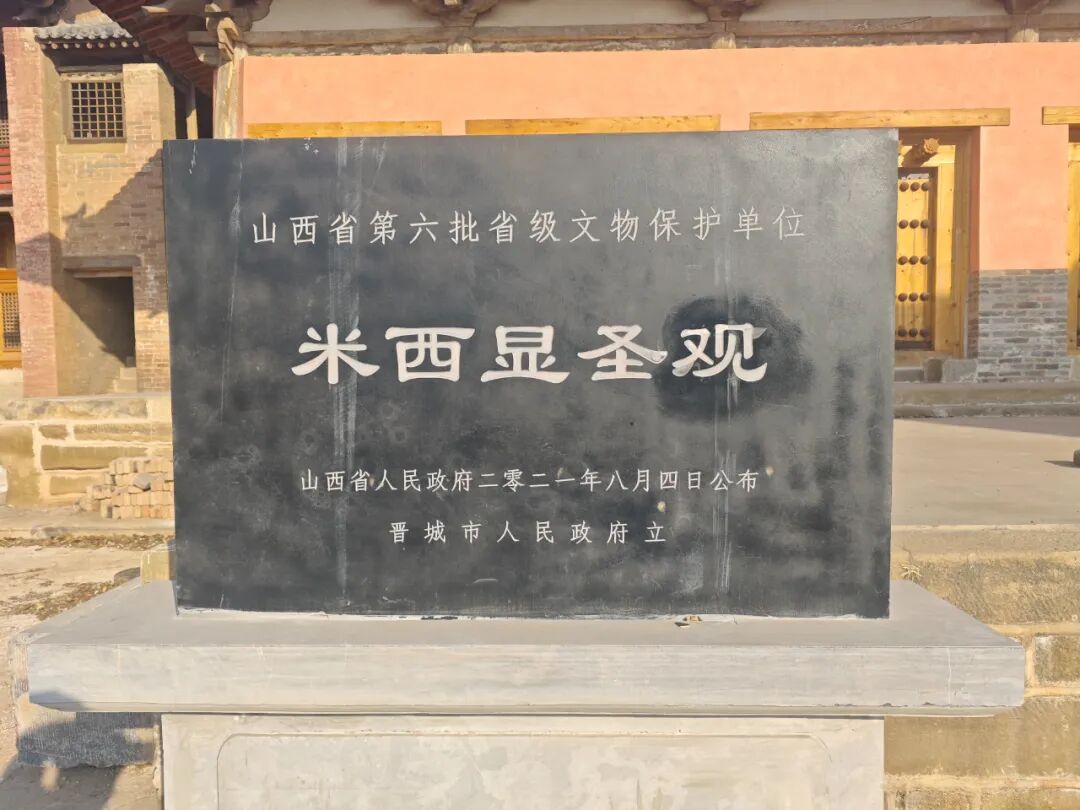 山西省第六批省级文物保护单位
米西显圣观
山西省人民政府二零二一年八月四日公布
晋城市人民政府立